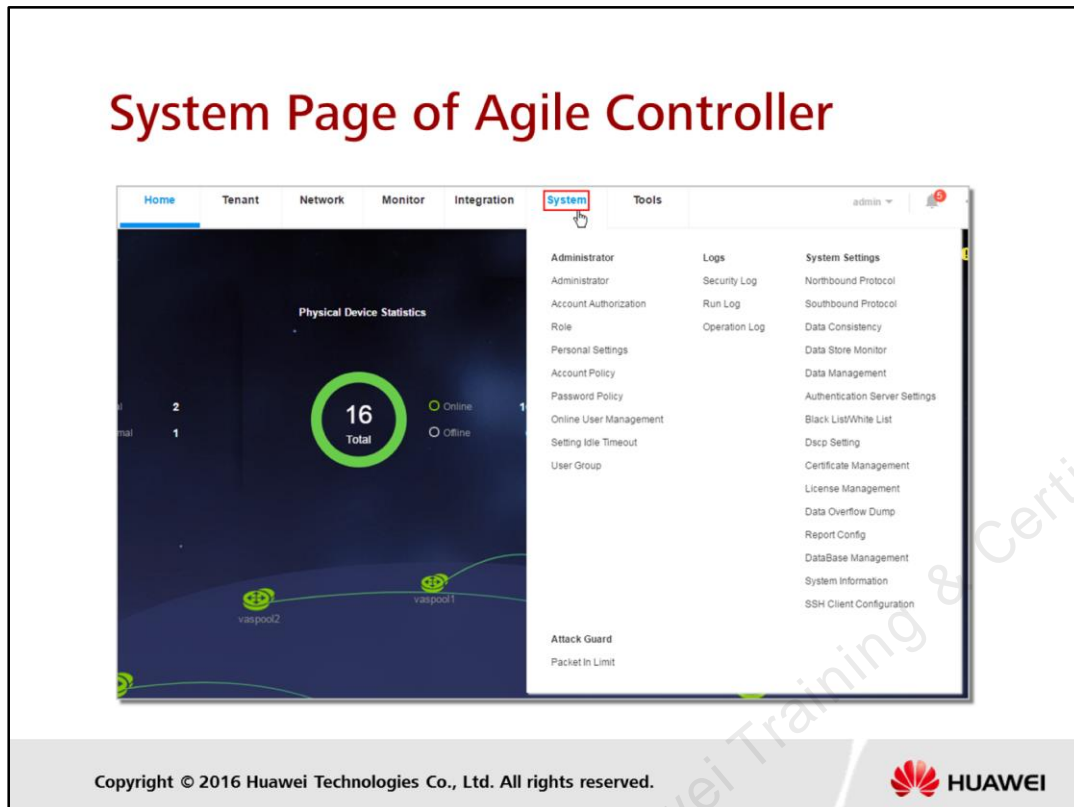 System Page of Agile Controller
Home Tenant Network Monitor Integration System Tools admin 5
Administrator Logs System Settings
Administrator Security Log Northbound Protocol
Account Authorization Run Log Southbound Protocol
Role Operation Log Data Consistency
Personal Settings Data Store Monitor
Account Policy Data Management
Password Policy Authentication Server Settings
Online User Management Black List/White List
Setting Idle Timeout Dscp Setting
User Group Certificate Management
License Management
Data Overflow Dump
Report Config
DataBase Management
System Information
SSH Client Configuration
Attack Guard
Packet In Limit
Physical Device Statistics
2
1
16
Total
Online
Offline
vaspool1
vaspool2
Training &
Copyright © 2016 Huawei Technologies Co., Ltd. All rights reserved.
HUAWEI